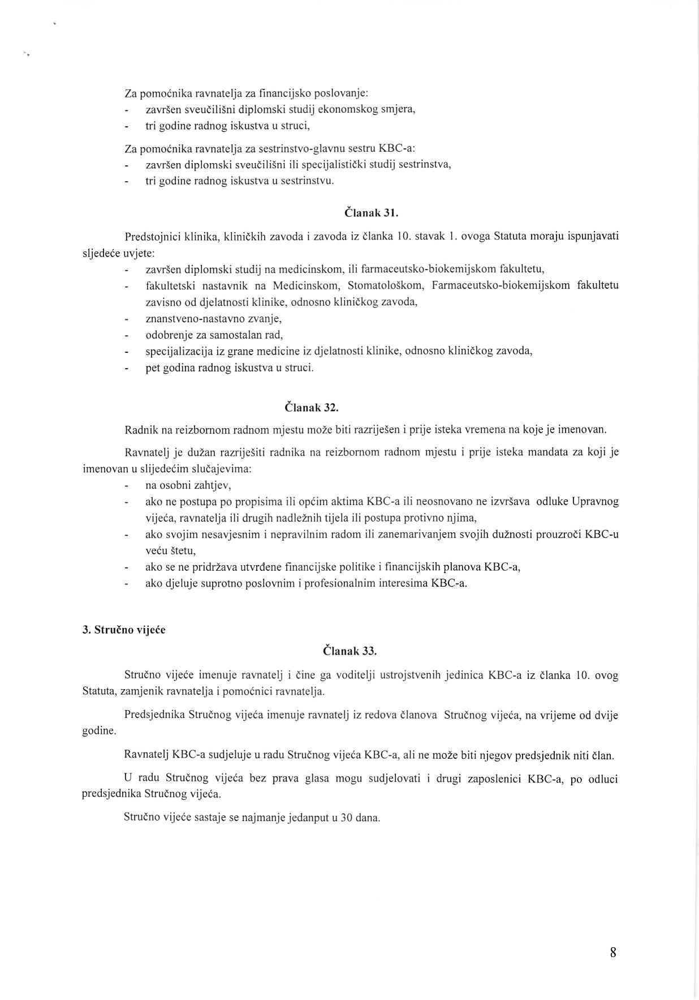 Za pomoćnika ravnatelja za financijsko poslovanje:
- završen sveučilišni diplomski studij ekonomskog smjera,
- tri godine radnog iskustva u struci,
Za pomoćnika ravnatelja za sestrinstvo-glavnu sestru KBC-a:
- završen diplomski sveučilišni ili specijalistički studij sestrinstva,
- tri godine radnog iskustva u sestrinstvu.
Članak 31.
Predstojnici klinika, kliničkih zavoda i zavoda iz članka 10. stavak 1. ovoga Statuta moraju ispunjavati
sljedeće uvjete:
- završen diplomski studij na medicinskom, ili farmaceutsko-biokemijskom fakultetu,
- fakultetski nastavnik na Medicinskom, Stomatološkom, Farmaceutsko-biokemijskom fakultetu
zavisno od djelatnosti klinike, odnosno kliničkog zavoda,
- znanstveno-nastavno zvanje,
- odobrenje za samostalan rad,
- specijalizacija iz grane medicine iz djelatnosti klinike, odnosno kliničkog zavoda,
- pet godina radnog iskustva u struci.
Članak 32.
Radnik na reizbornom radnom mjestu može biti razriješen i prije isteka vremena na koje je imenovan.
Ravnatelj je dužan razriješiti radnika na reizbornom radnom mjestu i prije isteka mandata za koji je
imenovan u slijedećim slučajevima:
- na osobni zahtjev,
- ako ne postupa po propisima ili općim aktima KBC-a ili neosnovano ne izvršava odluke Upravnog
vijeća, ravnatelja ili drugih nadležnih tijela ili postupa protivno njima,
- ako svojim nesavjesnim i nepravilnim radom ili zanemarivanjem svojih dužnosti prouzroči KBC-u
veću štetu,
- ako se ne pridržava utvrđene financijske politike i financijskih planova KBC-a,
- ako djeluje suprotno poslovnim i profesionalnim interesima KBC-a.
3. Stručno vijeće
Članak 33.
Stručno vijeće imenuje ravnatelj i čine ga voditelji ustrojstvenih jedinica KBC-a iz članka 10. ovog
Statuta, zamjenik ravnatelja i pomoćnici ravnatelja.
Predsjednika Stručnog vijeća imenuje ravnatelj iz redova članova Stručnog vijeća, na vrijeme od dvije
godine.
Ravnatelj KBC-a sudjeluje u radu Stručnog vijeća KBC-a, ali ne može biti njegov predsjednik niti član.
U radu Stručnog vijeća bez prava glasa mogu sudjelovati i drugi zaposlenici KBC-a, po odluci
predsjednika Stručnog vijeća.
Stručno vijeće sastaje se najmanje jedanput u 30 dana.
8